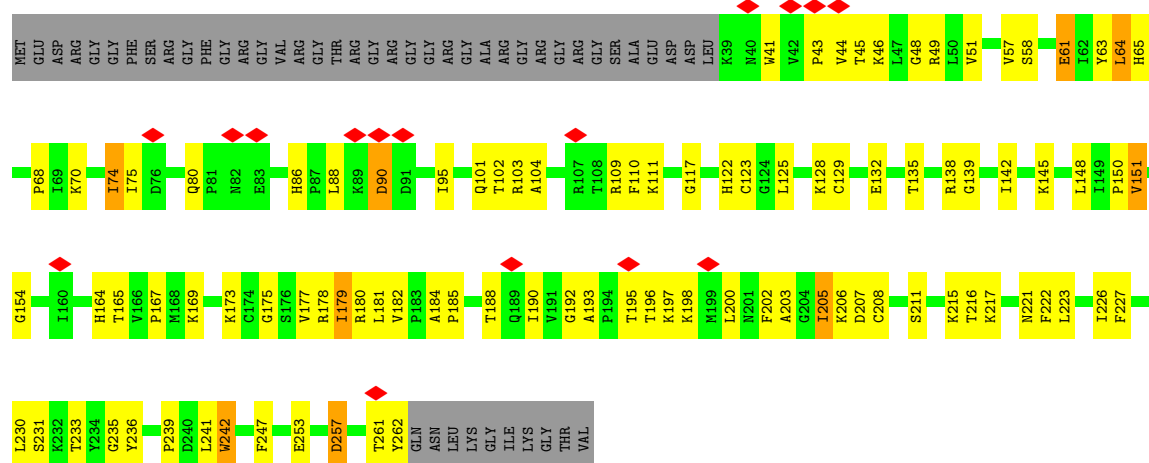 MET GLU ASP ARG GLY GLY PHE SER ARG GLY PHE GLY ARG GLY VAL ARG GLY THR ARG GLY ARG GLY GLY ARG GLY ALA ARG GLY ARG GLY ARG GLY SER ALA GLU ASP ASP LEU K39 N40 W41 V42 P43 V44 T45 K46 L47 G48 R49 L50 V51 V57 S58 E61 I62 Y63 L64 H65
P68 I69 K70 I74 I75 D76 Q80 P81 N82 E83 H86 P87 L88 K89 D90 D91 I95 Q101 T102 R103 A104 R107 T108 R109 F110 K111 G117 H122 C123 G124 L125 K128 C129 E132 T135 R138 G139 I142 K145 L148 I149 P150 V151
G154 I160 H164 T165 V166 P167 M168 K169 K173 C174 G175 S176 V177 R178 I179 R180 L181 V182 P183 A184 P185 T188 Q189 I190 V191 G192 A193 P194 T195 T196 K197 K198 M199 L200 N201 F202 A203 G204 I205 K206 D207 C208 S211 K215 T216 K217 N221 F222 L223 I226 F227
L230 S231 K232 T233 Y234 G235 Y236 P239 D240 L241 W242 F247 E253 D257 T261 Y262 GLN ASN LEU LYS GLY ILE LYS GLY THR VAL